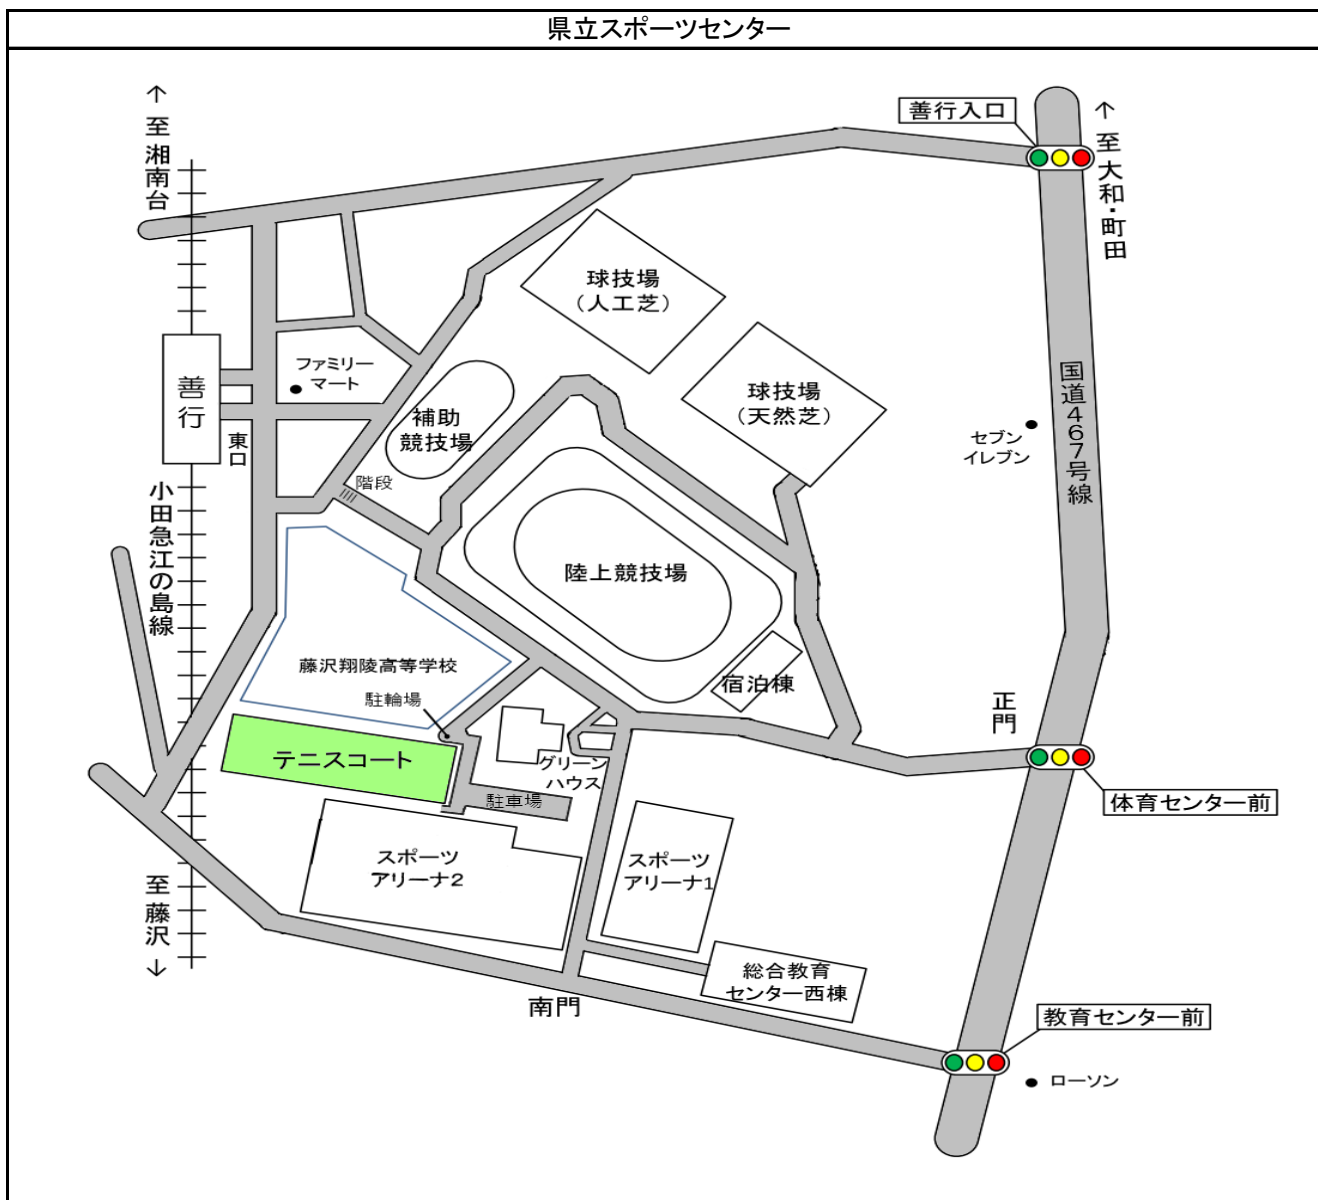 県立スポーツセンター
↑至湘南台
善行入口
↑至大和・町田
球技場
（人工芝）
球技場
（天然芝）
ファミリー
マート
善行
東口
補助
競技場
階段
セブン
イレブン
国道467号線
小田急江の島線
陸上競技場
藤沢翔陵高等学校
駐輪場
宿泊棟
正門
テニスコート
グリーン
ハウス
駐車場
体育センター前
スポーツ
アリーナ2
スポーツ
アリーナ1
至藤沢↓
総合教育
センター西棟
南門
教育センター前
ローソン